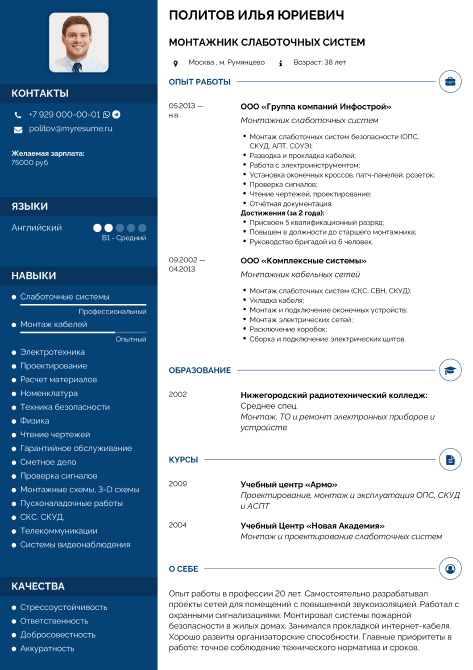 КОНТАКТЫ
+7 929 000-00-01
politov@myresume.ru
Желаемая зарплата:
75000 руб
ЯЗЫКИ
Английский
B1 - Средний
НАВЫКИ
Слаботочные системы
Профессиональный
Монтаж кабелей
Опытный
Электротехника
Проектирование
Расчет материалов
Номенклатура
Техника безопасности
Физика
Чтение чертежей
Гарантийное обслуживание
Сметное дело
Проверка сигналов
Монтажные схемы, 3-D схемы
Пусконаладочные работы
СКС, СКУД,
Телекоммуникации
Системы видеонаблюдения
КАЧЕСТВА
Стрессоустойчивость
Ответственность
Добросовестность
Аккуратность
ПОЛИТОВ ИЛЬЯ ЮРИЕВИЧ
МОНТАЖНИК СЛАБОТОЧНЫХ СИСТЕМ
Москва , м. Румянцево
Возраст: 38 лет
ОПЫТ РАБОТЫ
05.2013 —
н.в.
ООО «Группа компаний Инфострой»
Монтажник слаботочных систем
Монтаж слаботочных систем безопасности (ОПС,
СКУД, АПТ, СОУЭ);
Разводка и прокладка кабелей;
Работа с электроинструментом;
Установка оконечных кроссов, патч-панелей, розеток;
Проверка сигналов;
Чтение чертежей, проектирование;
Отчётная документация.
Достижения (за 2 года):
Присвоен 5 квалификационный разряд;
Повышен в должности до старшего монтажника;
Руководство бригадой из 6 человек.
09.2002 —
04.2013
ООО «Комплексные системы»
Монтажник кабельных сетей
Монтаж слаботочных систем (СКС, СВН, СКУД);
Укладка кабеля;
Монтаж и подключение оконечных устройств;
Монтаж электрических сетей;
Расключение коробок;
Сборка и подключение электрических щитов.
ОБРАЗОВАНИЕ
2002
Нижегородский радиотехнический колледж:
Среднее спец.
Монтаж, ТО и ремонт электронных приборов и
устройств
КУРСЫ
2009
Учебный центр «Армо»
Проектирование, монтаж и эксплуатация ОПС, СКУД
и АСПТ
2004
Учебный Центр «Новая Академия»
Монтаж и проектирование слаботочных систем
О СЕБЕ
Опыт работы в профессии 20 лет. Самостоятельно разрабатывал
проекты сетей для помещений с повышенной звукоизоляцией. Работал с
охранными сигнализациями. Монтировал системы пожарной
безопасности в жилых домах. Занимался прокладкой интернет-кабеля.
Хорошо развиты организаторские способности. Главные приоритеты в
работе: точное соблюдение технического норматива и сроков.